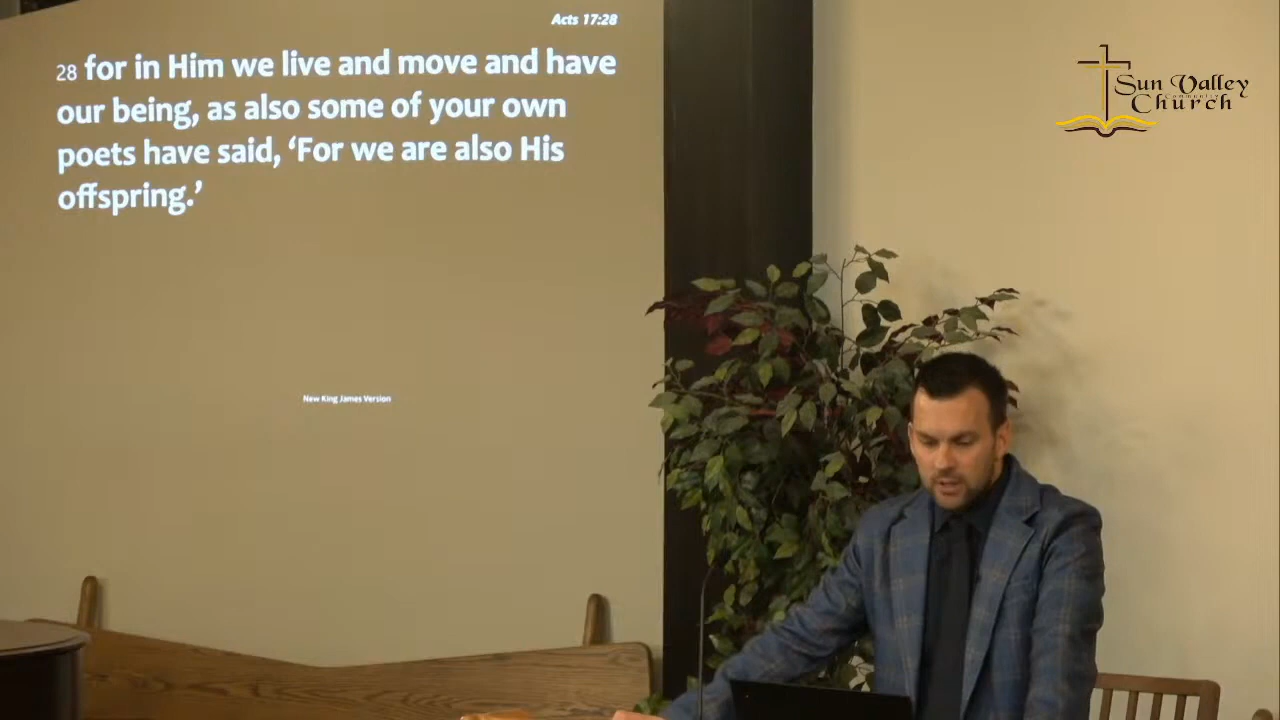 Acts 17:28
28 for in Him we live and move and have
our being, as also some of your own
poets have said, ‘For we are also His
offspring.’
New King James Version
Sun Valley
Community
Church